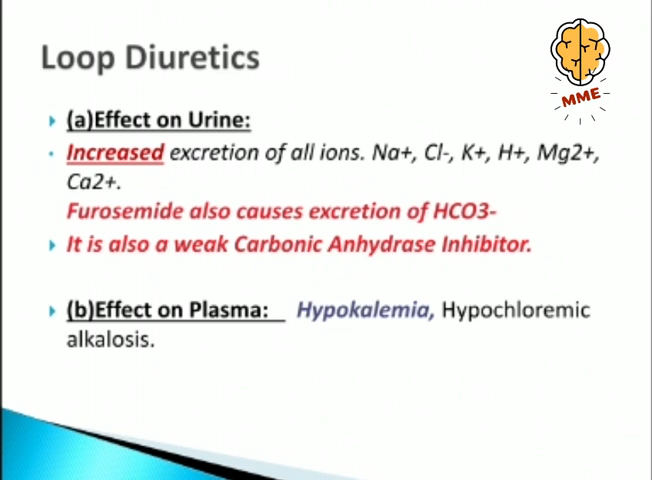 Loop Diuretics
MME
(a)Effect on Urine:
Increased excretion of all ions. Na+, Cl-, K+, H+, Mg2+,
Ca2+.
Furosemide also causes excretion of HCO3-
It is also a weak Carbonic Anhydrase Inhibitor.
(b)Effect on Plasma: Hypokalemia, Hypochloremic
alkalosis.